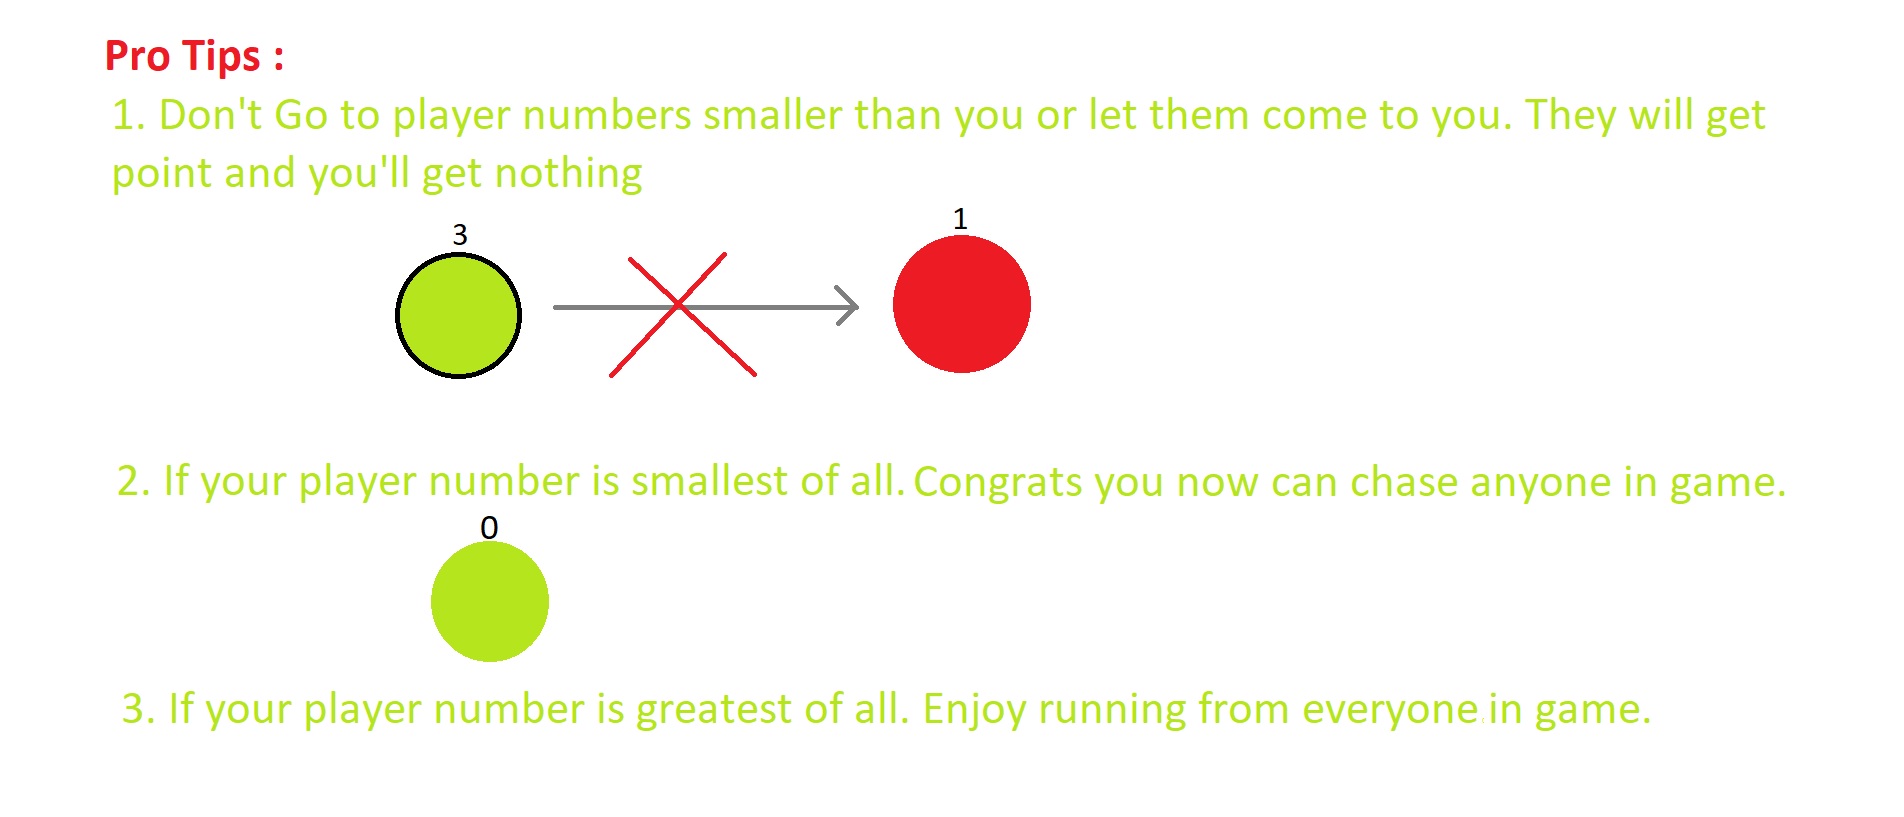 Pro Tips :
1. Don't Go to player numbers smaller than you or let them come to you. They will get
point and you'll get nothing
3
1
2. If your player number is smallest of all. Congrats you now can chase anyone in game.
0
3. If your player number is greatest of all. Enjoy running from everyone in game.